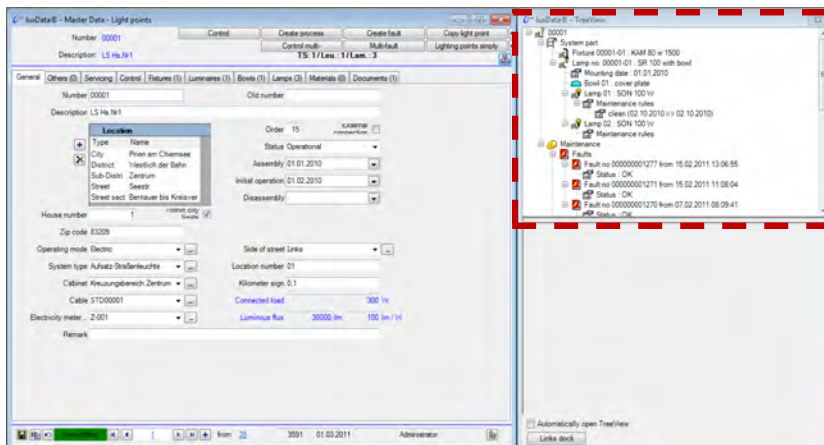 luxData® - Master Data - Light points
Number 00001
Description LS Hs.Nr1
Control Create process Create fault Copy light point
Control multi- Multi-fault Lighting points simply
TS: 1 / Leu.: 1 / Lam.: 3
General Others (0) Servicing Control Fixtures (1) Luminaires (1) Bowls (1) Lamps (3) Materials (0) Documents (1)
Number 00001
Old number
Description LS Hs.Nr1
Location
Type Name
City Prien am Chiemsee
District Westlich der Bahn
Sub-Distri Zentrum
Street Seestr
Street sect Bernauer bis Kreisver
Order 15
connection
Status Operational
Assembly 01.01.2010
Initial operation 01.02.2010
Disassembly
House number 1
Zip code 83209
Operating mode Electric
Side of street Links
System type Aufsatz-Straßenleuchte
Location number 01
Cabinet Kreuzungsbereich Zentrum
Kilometer sign 0,1
Cable STD00001
Connected load 300 W
Electricity meter... Z-001
Luminous flux 30000 lm 100 lm / W
Remark
1 from 28 3591 01.03.2011 Administrator
luxData® - TreeView
00001
System part
Fixture 00001-01 : KAM 80 w 1500
Lamp no. 00001-01 : SR 100 with bowl
Mounting date : 01.01.2010
Bowl 01 : cover plate
Lamp 01 : SON 100 W
Maintenance rules
clean (02.10.2010 => 02.10.2010)
Lamp 02 : SON 100 W
Maintenance rules
Maintenance
Faults
Fault no 000000001277 from 15.02.2011 13:06:55
Status : OK
Fault no 000000001271 from 15.02.2011 11:08:04
Status : OK
Fault no 000000001270 from 07.02.2011 08:09:41
Status : OK
Automatically open TreeView
Links dock